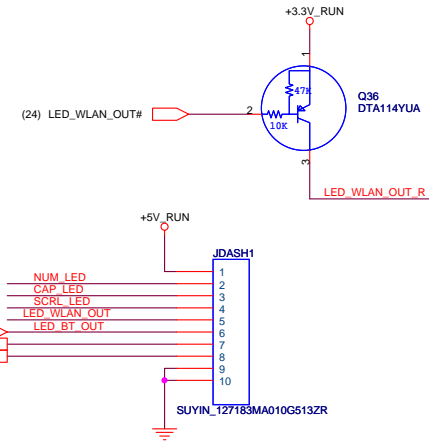 +3.3V_RUN
1
47K
Q36
DTA114YUA
(24) LED_WLAN_OUT#
2
10K
3
LED_WLAN_OUT_R
+5V_RUN
JDASH1
1
NUM_LED
2
CAP_LED
3
SCRL_LED
4
LED_WLAN_OUT
5
LED_BT_OUT
6
7
8
9
10
SUYIN_127183MA010G513ZR